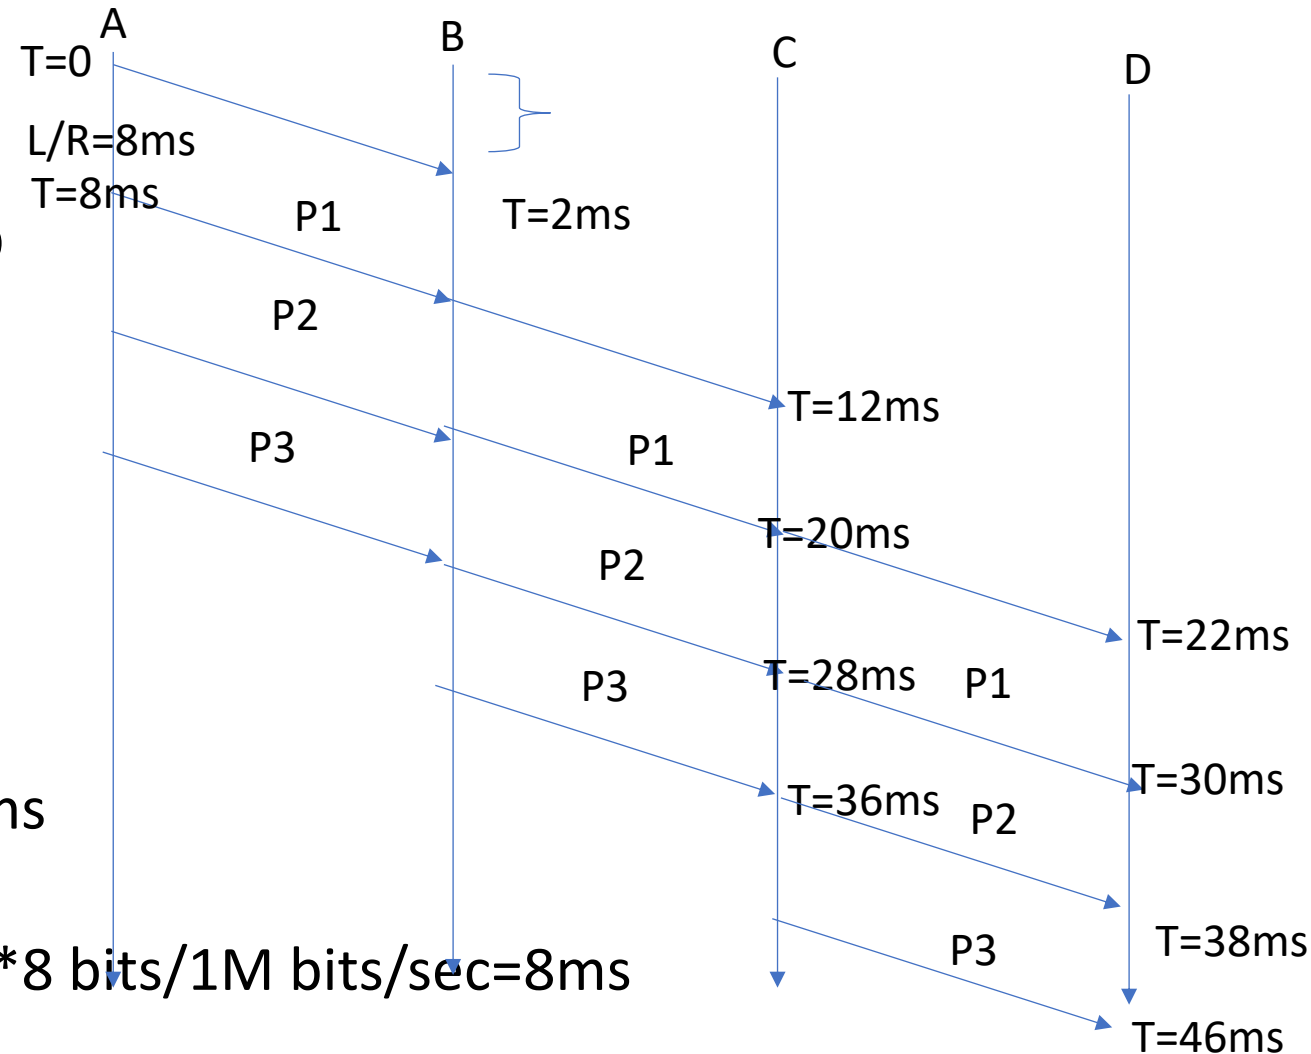 A
B
C
D
T=0
L/R=8ms
T=8ms
)
P1
T=2ms
P2
T=12ms
P3
P1
T=20ms
P2
T=22ms
P3
T=28ms
P1
T=30ms
ms
T=36ms
P2
*8 bits/1M bits/sec=8ms
P3
T=38ms
T=46ms